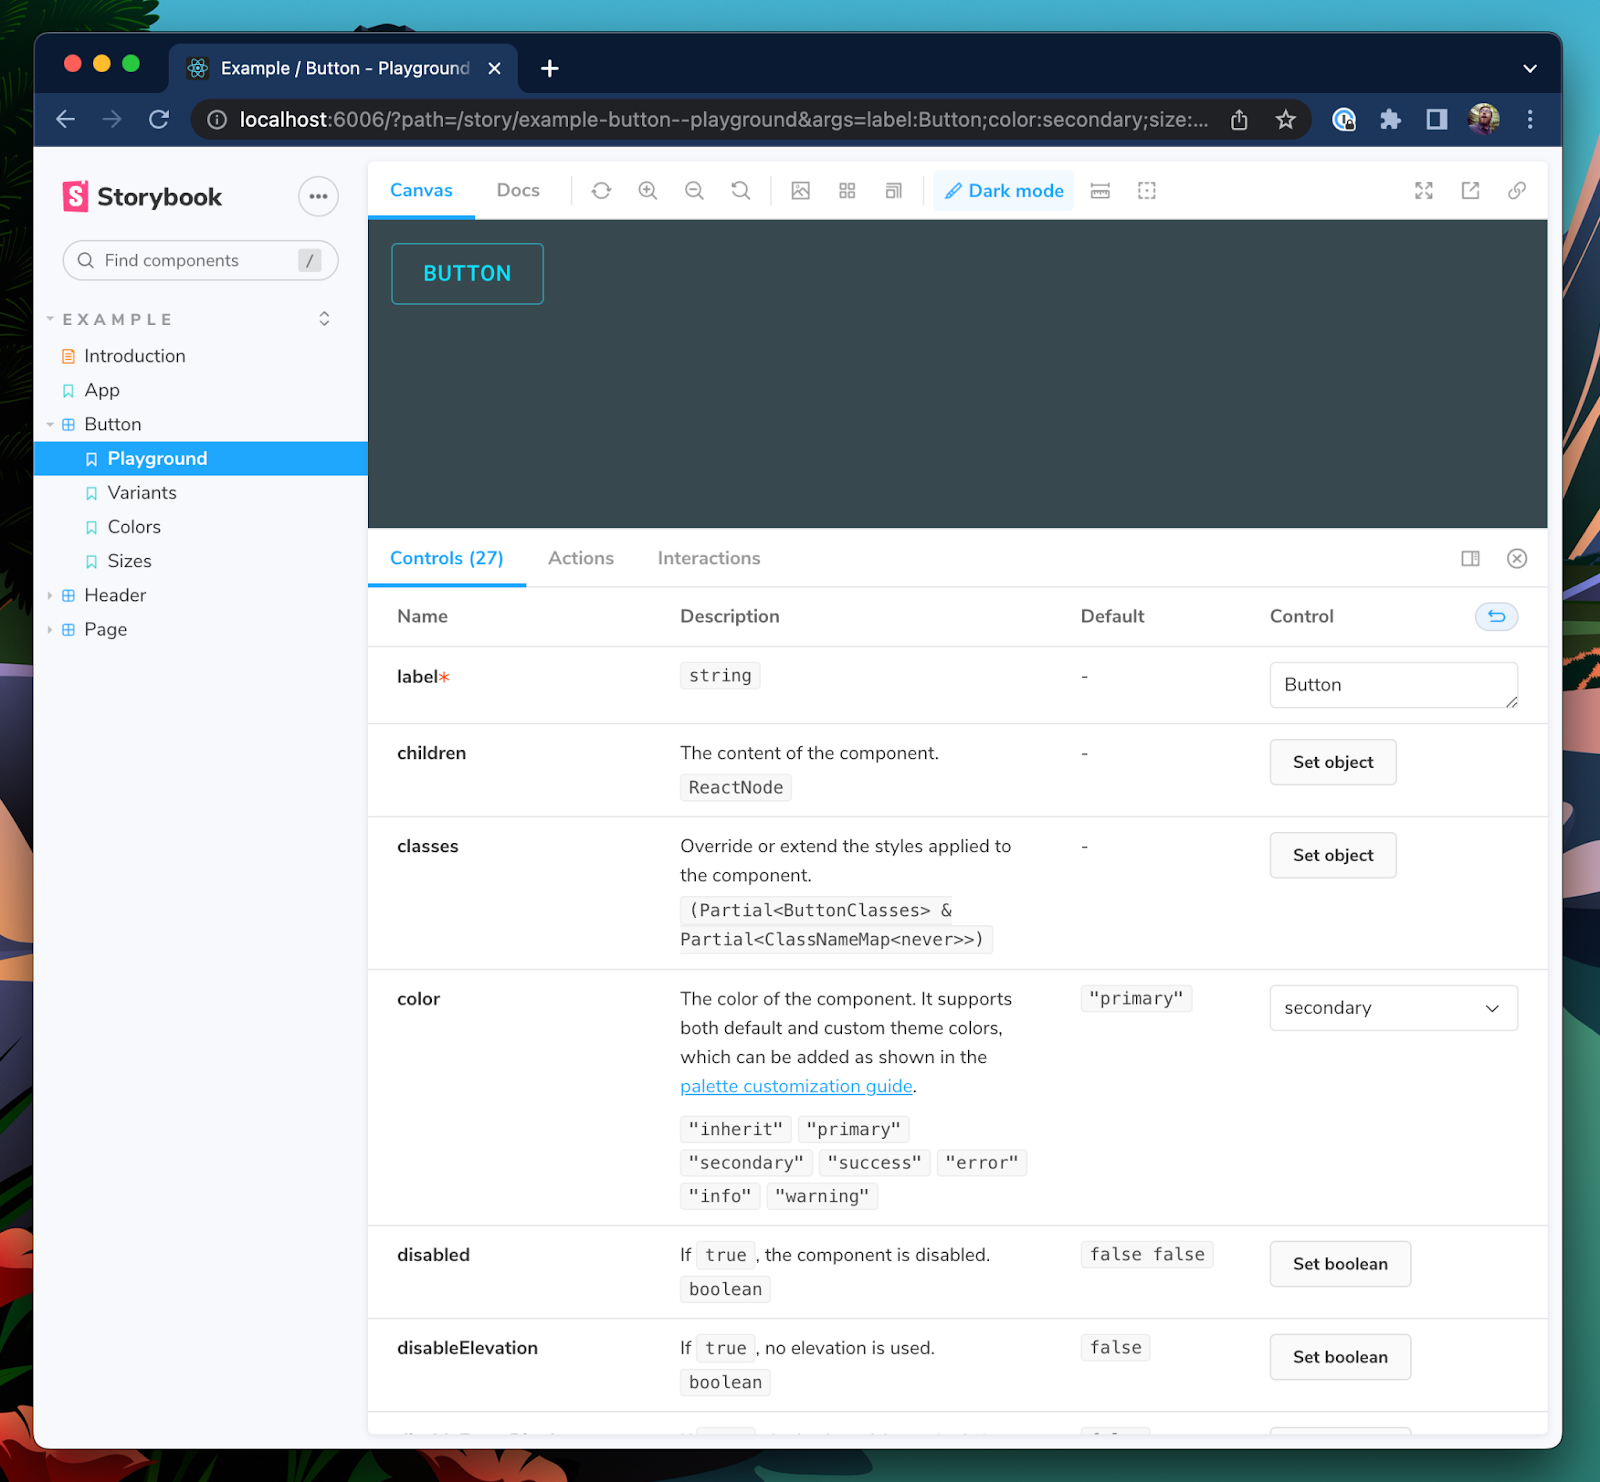 Example / Button - Playground
localhost:6006/?path=/story/example-button--playground&args=label:Button;color:secondary;size:...
Storybook
Find components /
EXAMPLE
Introduction
App
Button
Playground
Variants
Colors
Sizes
Header
Page
Canvas Docs Dark mode
BUTTON
Controls (27) Actions Interactions
Name Description Default Control
label* string - Button
children The content of the component. - Set object
ReactNode
classes Override or extend the styles applied to - Set object
the component.
(Partial<ButtonClasses> &
Partial<ClassNameMap<never>>)
color The color of the component. It supports "primary" secondary
both default and custom theme colors,
which can be added as shown in the
palette customization guide.
"inherit" "primary"
"secondary" "success" "error"
"info" "warning"
disabled If true, the component is disabled. false false Set boolean
boolean
disableElevation If true, no elevation is used. false Set boolean
boolean